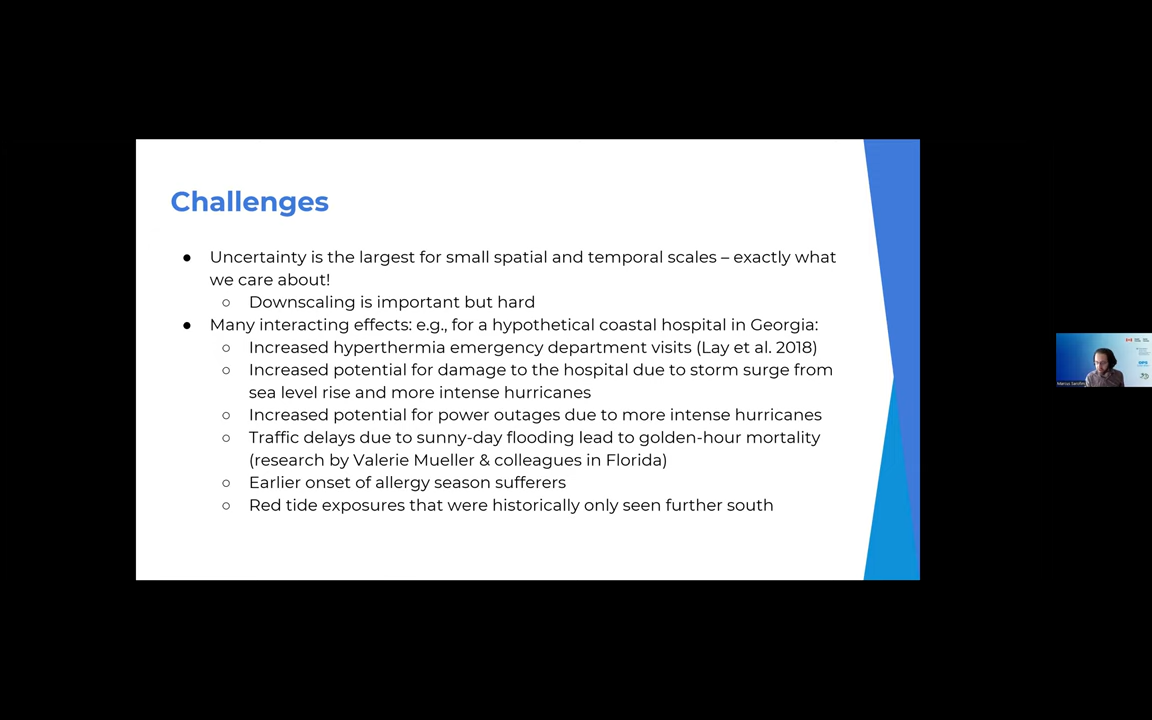 Challenges
● Uncertainty is the largest for small spatial and temporal scales – exactly what
we care about!
○ Downscaling is important but hard
● Many interacting effects: e.g., for a hypothetical coastal hospital in Georgia:
○ Increased hyperthermia emergency department visits (Lay et al. 2018)
○ Increased potential for damage to the hospital due to storm surge from
sea level rise and more intense hurricanes
○ Increased potential for power outages due to more intense hurricanes
○ Traffic delays due to sunny-day flooding lead to golden-hour mortality
(research by Valerie Mueller & colleagues in Florida)
○ Earlier onset of allergy season sufferers
○ Red tide exposures that were historically only seen further south
Marcus Sarofim